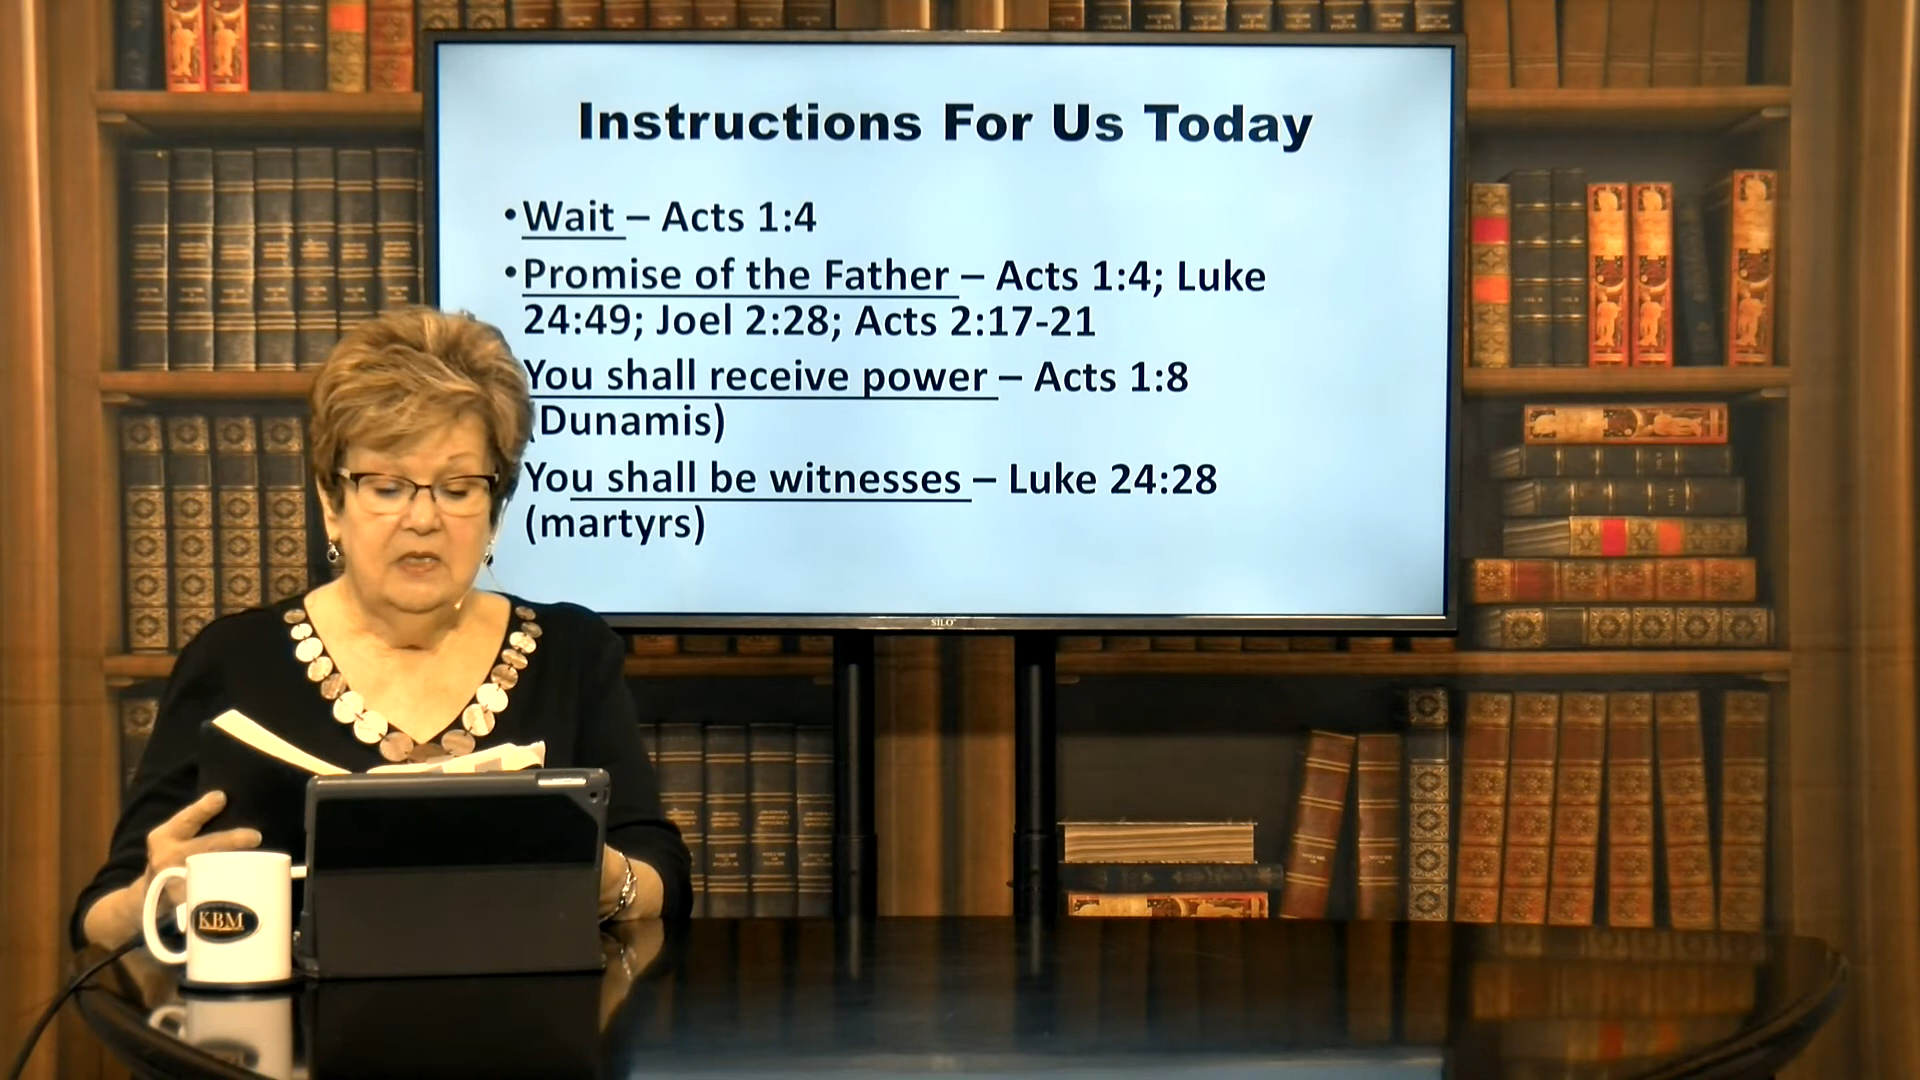 Instructions For Us Today
•Wait – Acts 1:4
•Promise of the Father – Acts 1:4; Luke
24:49; Joel 2:28; Acts 2:17-21
You shall receive power – Acts 1:8
(Dunamis)
You shall be witnesses – Luke 24:28
(martyrs)
SILO
KBM